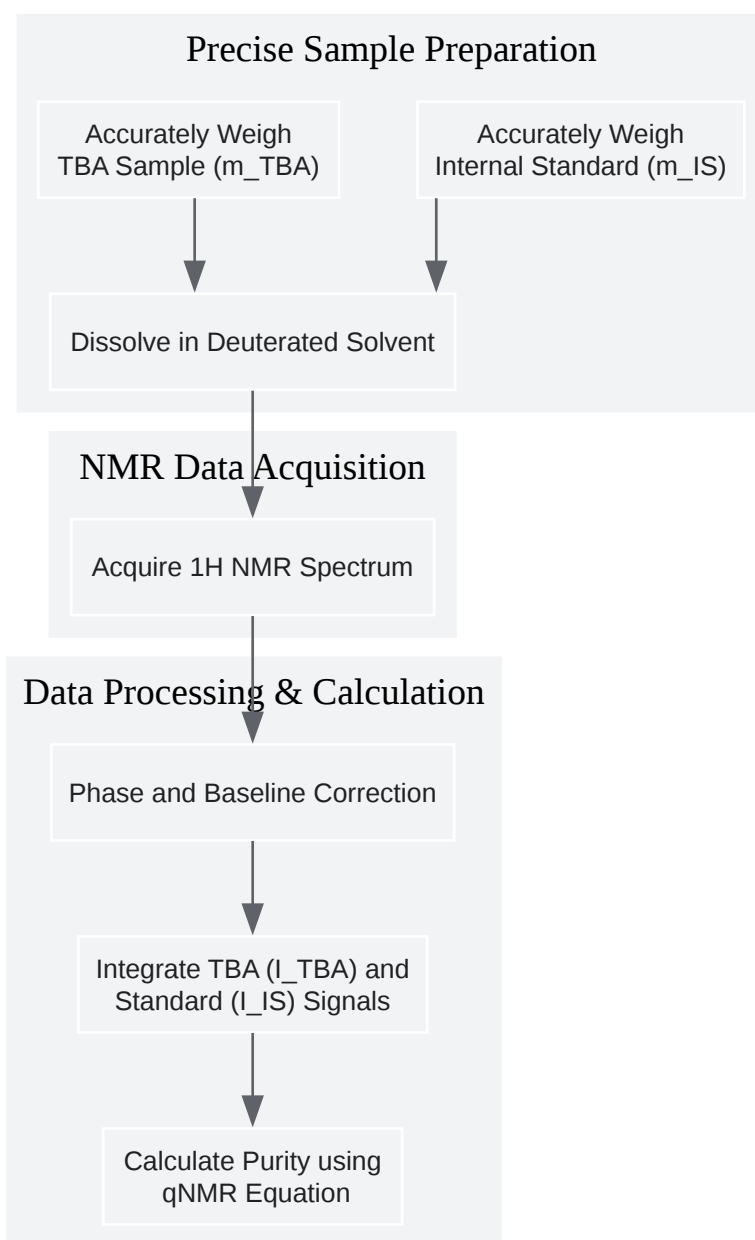 Precise Sample Preparation
Accurately Weigh
TBA Sample (m_TBA)
Accurately Weigh
Internal Standard (m_IS)
Dissolve in Deuterated Solvent
NMR Data Acquisition
Acquire 1H NMR Spectrum
Data Processing & Calculation
Phase and Baseline Correction
Integrate TBA (I_TBA) and
Standard (I_IS) Signals
Calculate Purity using
qNMR Equation